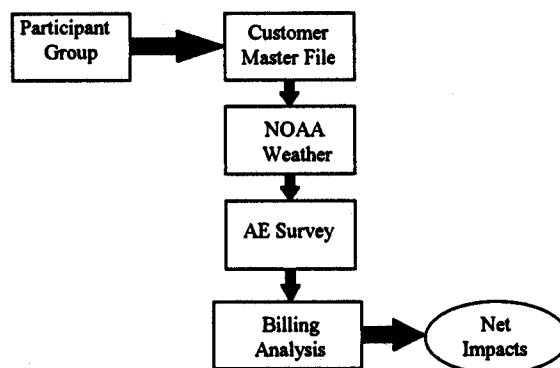 Participant
Group
Customer
Master File
NOAA
Weather
AE Survey
Billing
Analysis
Net
Impacts